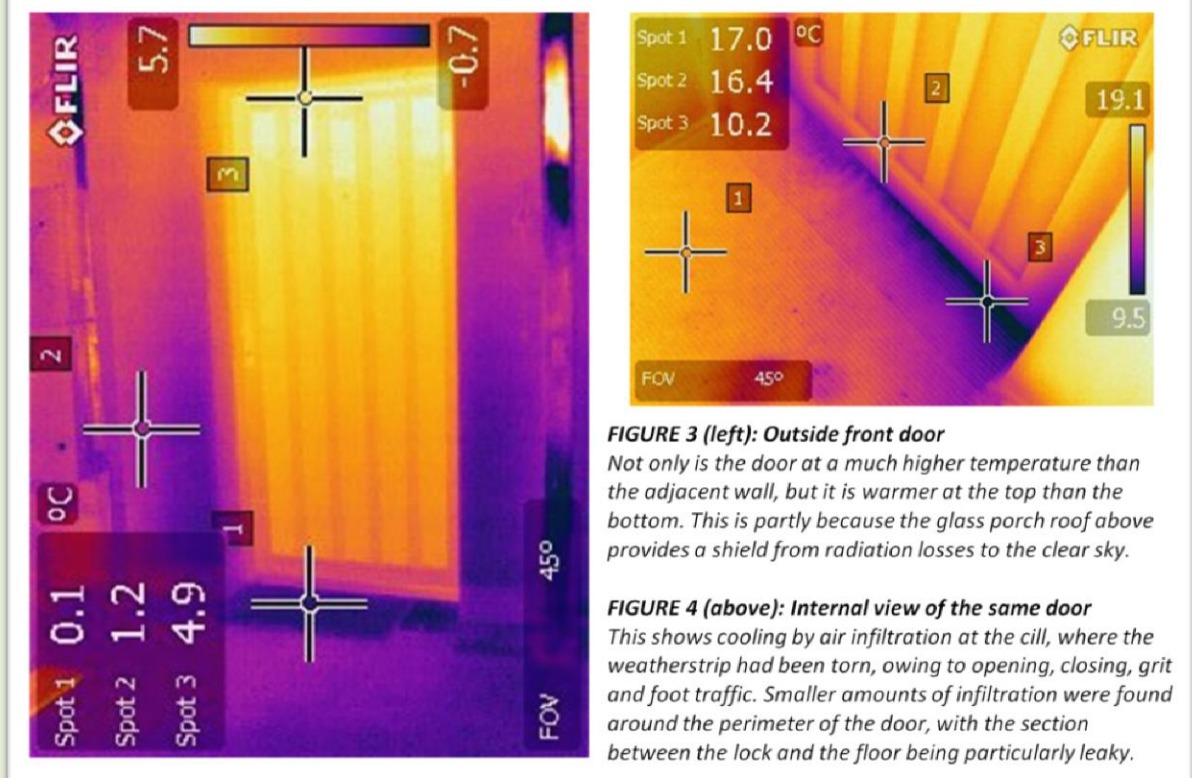 FLIR
5.7
-0.7
3
2
1
°C
Spot 1 0.1
Spot 2 1.2
Spot 3 4.9
FOV 45°
Spot 1 17.0 °C
Spot 2 16.4
Spot 3 10.2
FLIR
19.1
2
1
3
9.5
FOV 45°
FIGURE 3 (left): Outside front door
Not only is the door at a much higher temperature than
the adjacent wall, but it is warmer at the top than the
bottom. This is partly because the glass porch roof above
provides a shield from radiation losses to the clear sky.
FIGURE 4 (above): Internal view of the same door
This shows cooling by air infiltration at the cill, where the
weatherstrip had been torn, owing to opening, closing, grit
and foot traffic. Smaller amounts of infiltration were found
around the perimeter of the door, with the section
between the lock and the floor being particularly leaky.